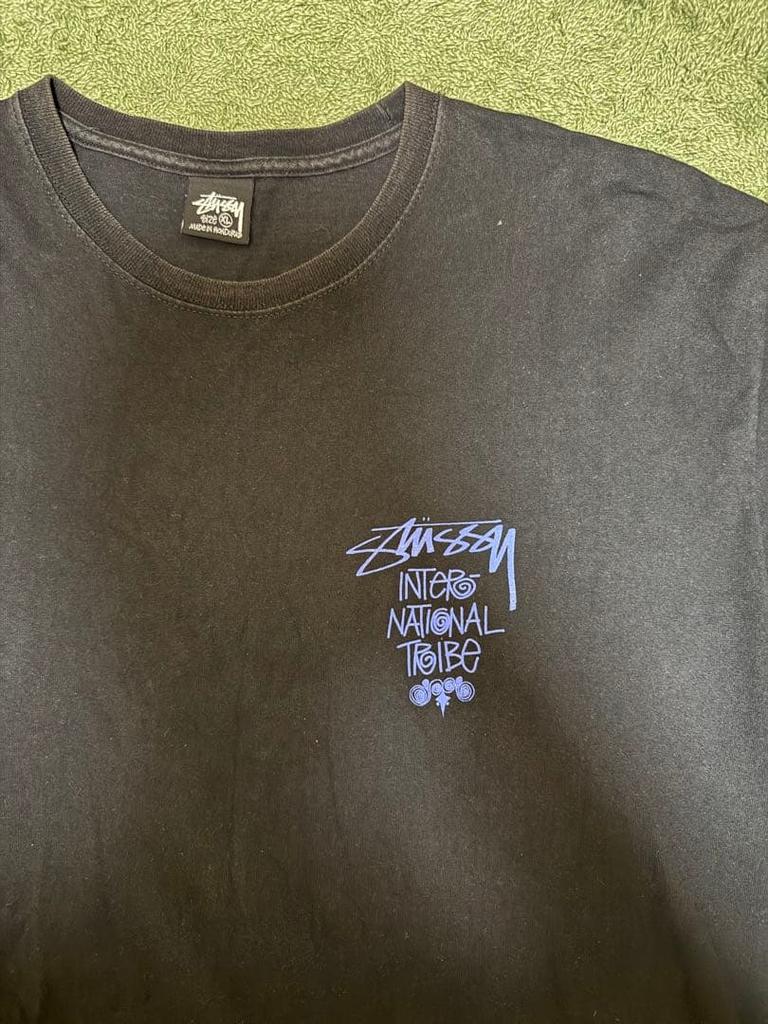 Stüssy
SIZE XL
MADE IN HONDURAS
Stüssy
INTER-
NATIONAL
TRIBE